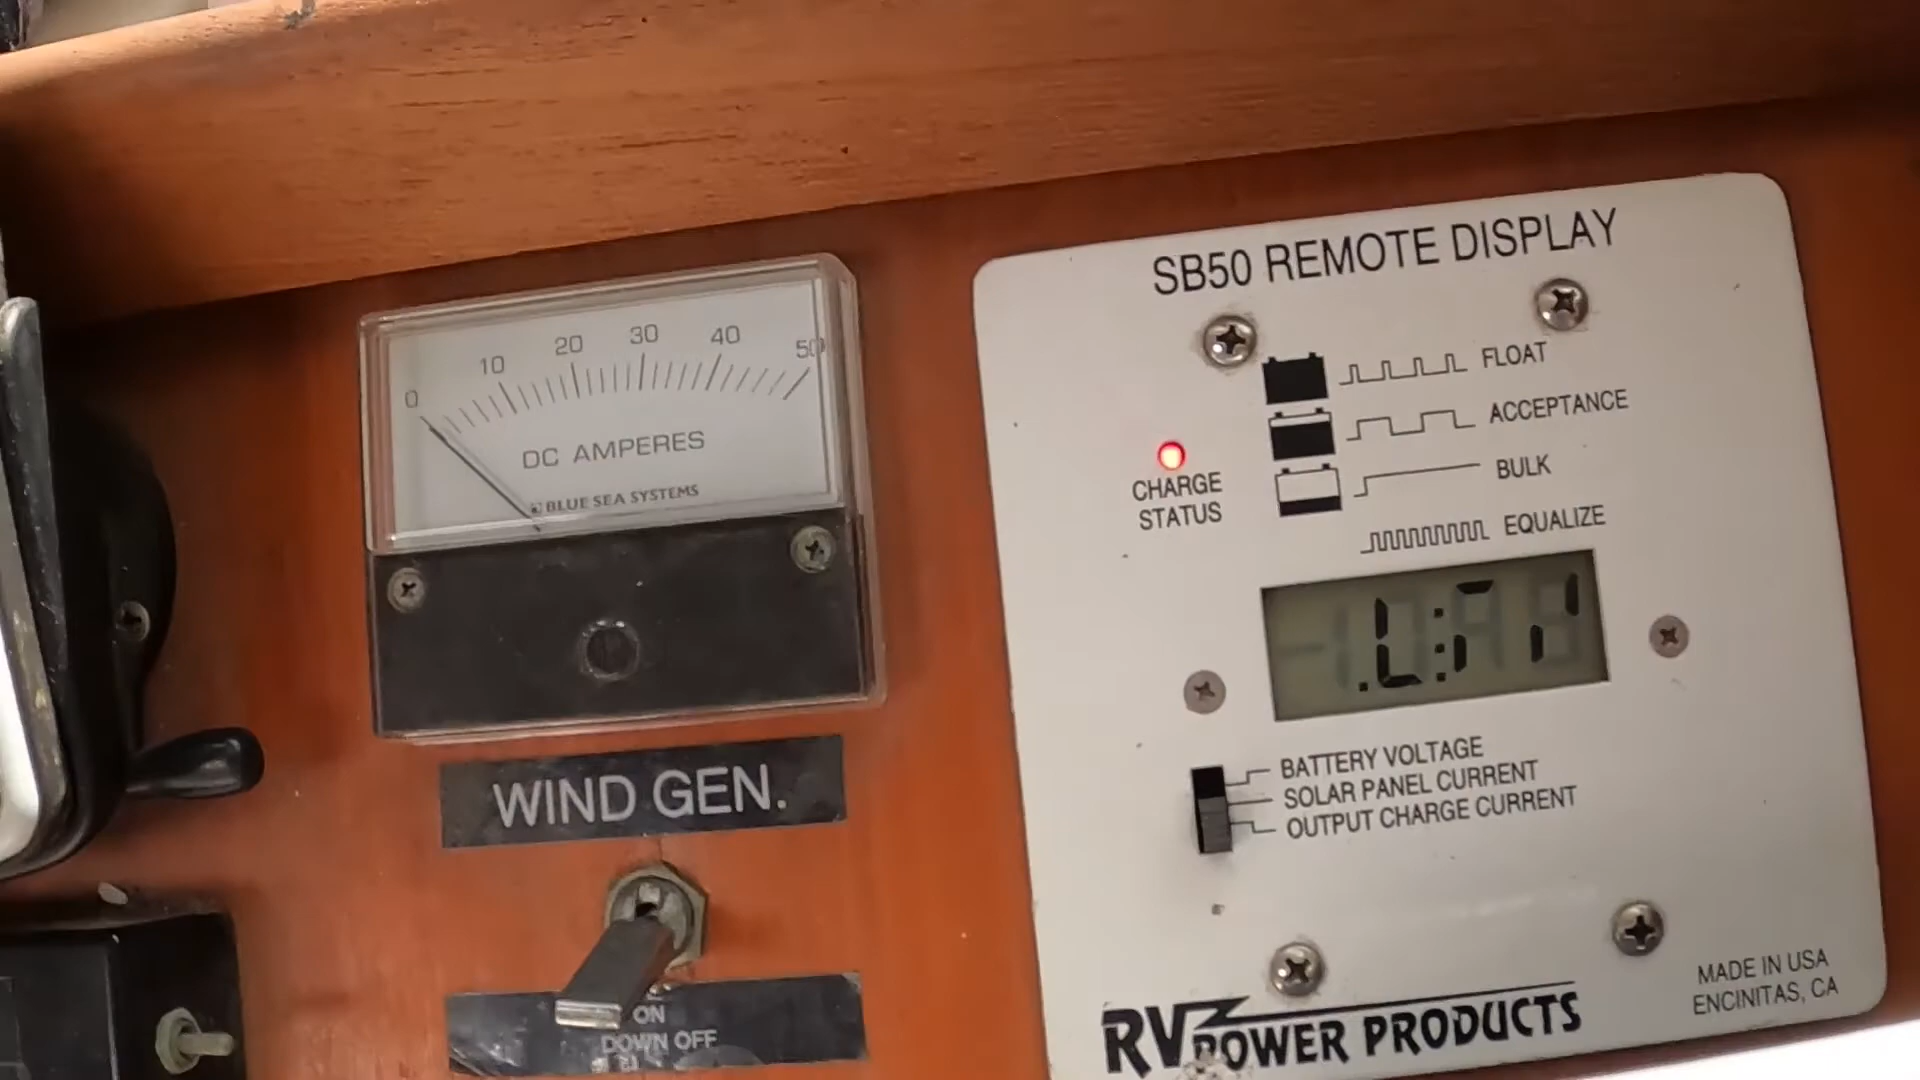 0 10 20 30 40 50
DC AMPERES
BLUE SEA SYSTEMS
WIND GEN.
ON
DOWN OFF
SB50 REMOTE DISPLAY
FLOAT
ACCEPTANCE
BULK
EQUALIZE
CHARGE
STATUS
BATTERY VOLTAGE
SOLAR PANEL CURRENT
OUTPUT CHARGE CURRENT
RV POWER PRODUCTS
MADE IN USA
ENCINITAS, CA